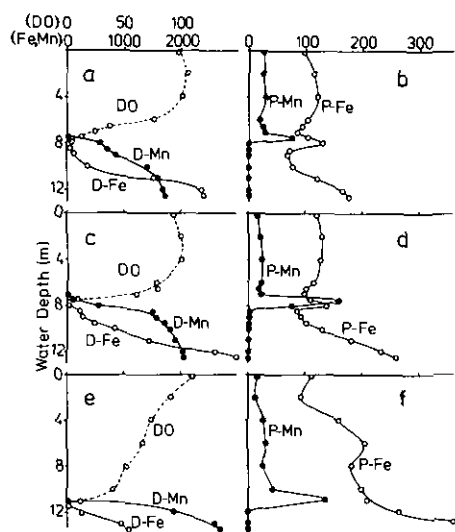 (DO) 0 50 100
(Fe,Mn) 0 1000 2000 0 100 200 300
a b
DO P-Mn P-Fe
4
8
D-Mn
D-Fe
12
0
c d
DO P-Mn
4
8
D-Mn
D-Fe P-Fe
12
0
Water Depth (m)
e f
DO P-Mn P-Fe
4
8
D-Mn
12
D-Fe